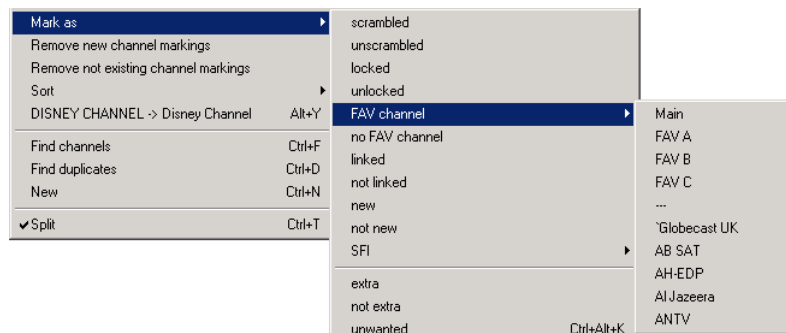 Mark as
Remove new channel markings
Remove not existing channel markings
Sort
DISNEY CHANNEL -> Disney Channel Alt+Y
Find channels Ctrl+F
Find duplicates Ctrl+D
New Ctrl+N
Split Ctrl+T
scrambled
unscrambled
locked
unlocked
FAV channel
no FAV channel
linked
not linked
new
not new
SFI
extra
not extra
unwanted Ctrl+Alt+K
Main
FAV A
FAV B
FAV C
---
`Globecast UK
AB SAT
AH-EDP
Al Jazeera
ANTV